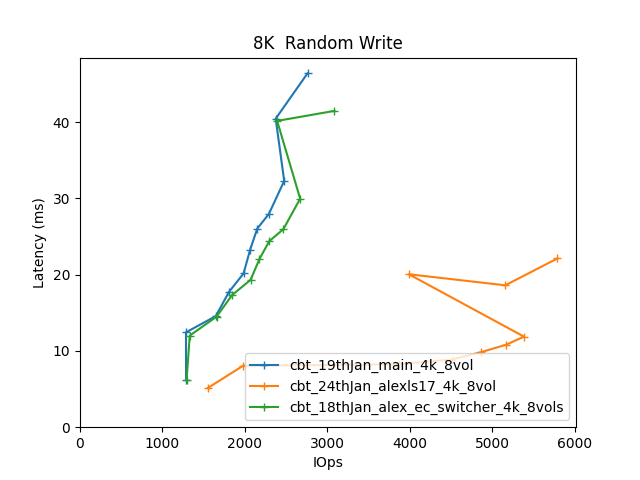 8K  Random Write
Latency (ms)
40
30
20
10
0
0 1000 2000 3000 4000 5000 6000
IOps
cbt_19thJan_main_4k_8vol
cbt_24thJan_alexls17_4k_8vol
cbt_18thJan_alex_ec_switcher_4k_8vols